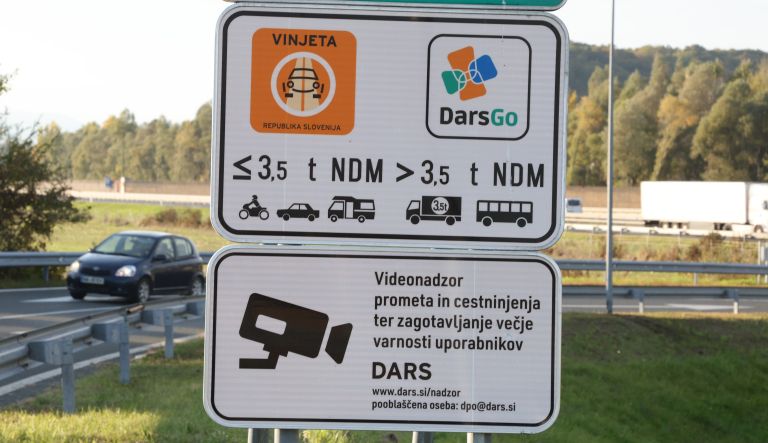 VINJETA
REPUBLIKA SLOVENIJA
DarsGo
≤ 3,5 t NDM > 3,5 t NDM
3,5t
Videonadzor
prometa in cestninjenja
ter zagotavljanje večje
varnosti uporabnikov
DARS
www.dars.si/nadzor
pooblaščena oseba: dpo@dars.si